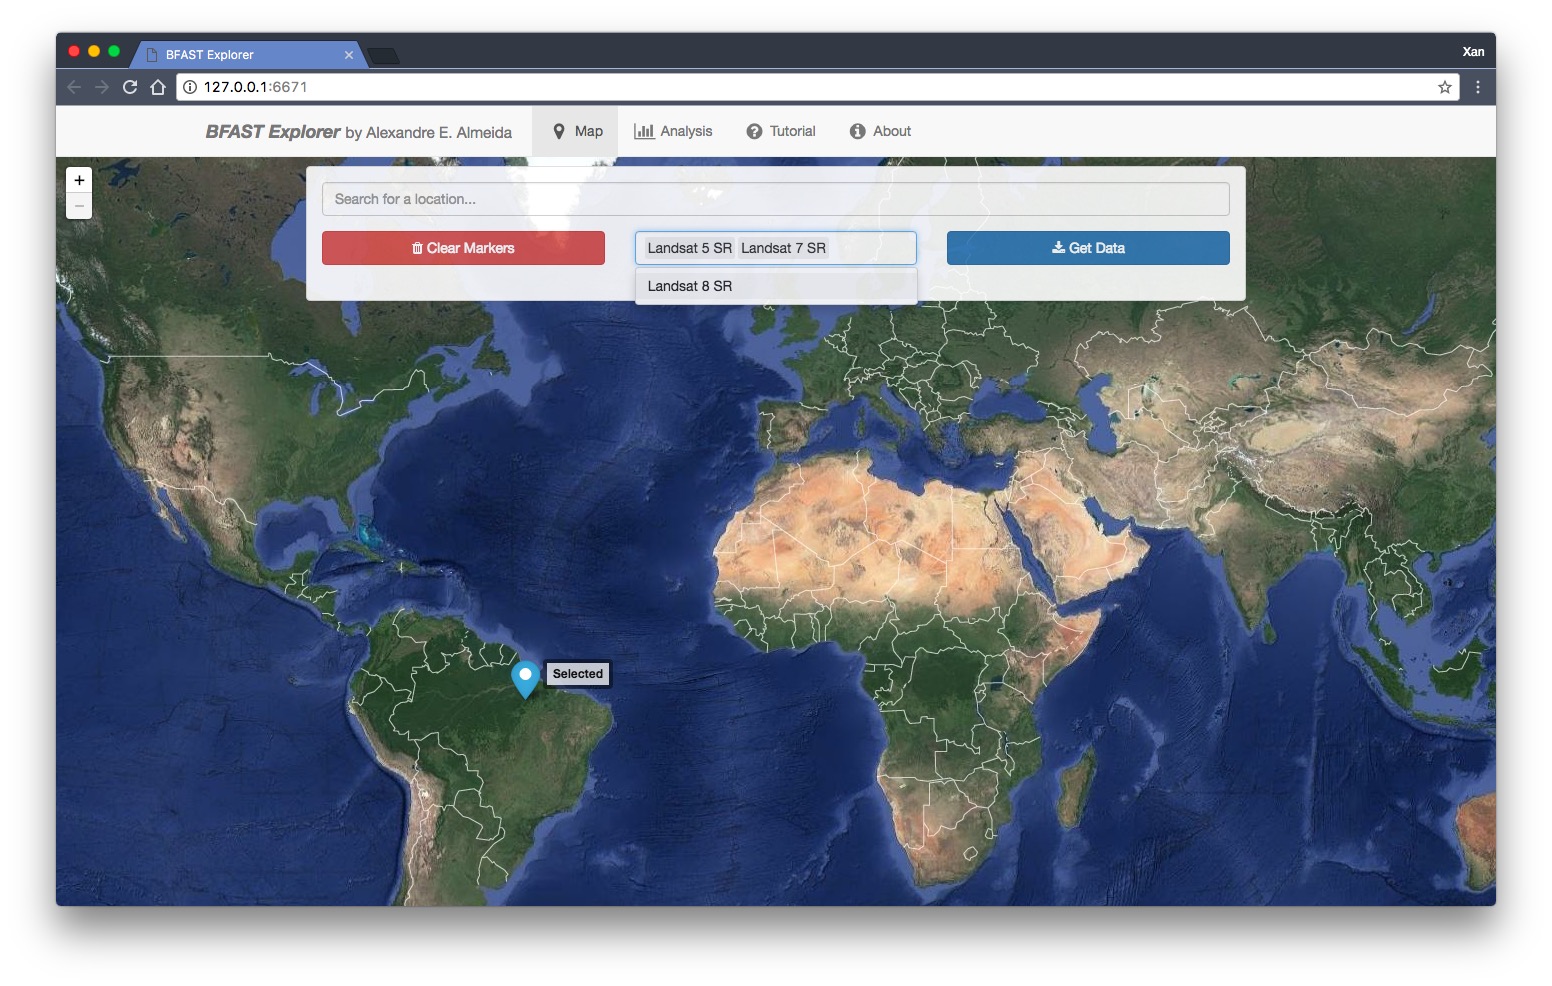 BFAST Explorer
Xan
127.0.0.1:6671
BFAST Explorer by Alexandre E. Almeida
Map
Analysis
Tutorial
About
+
−
Search for a location...
Clear Markers
Landsat 5 SR Landsat 7 SR
Get Data
Landsat 8 SR
Selected